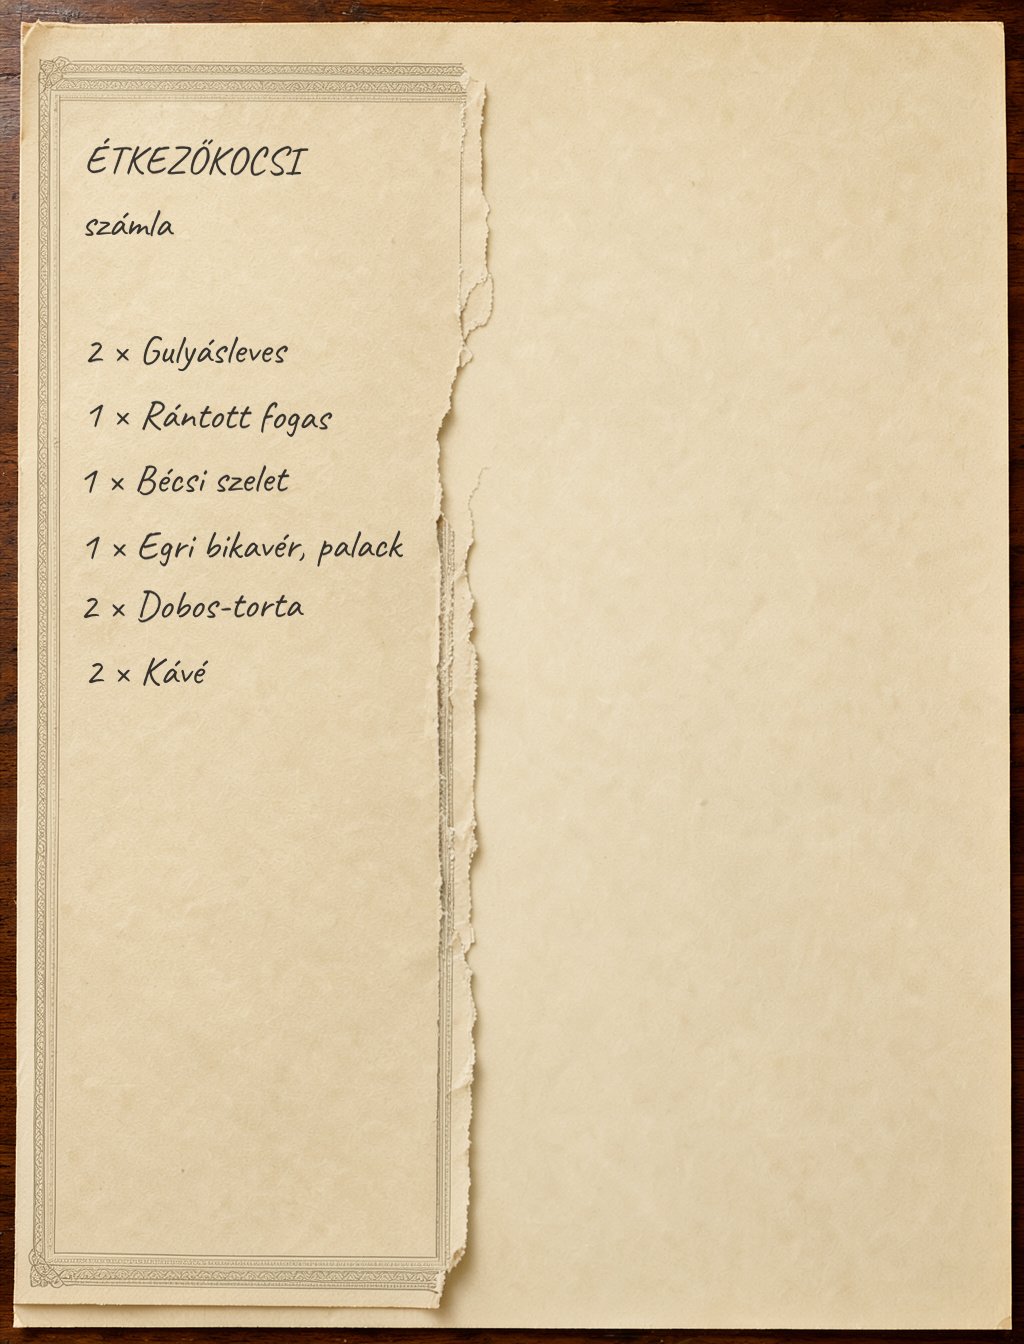 ÉTKEZŐKOCSI
számla
2 × Gulyásleves
1 × Rántott fogas
1 × Bécsi szelet
1 × Egri bikavér, palack
2 × Dobos-torta
2 × Kávé